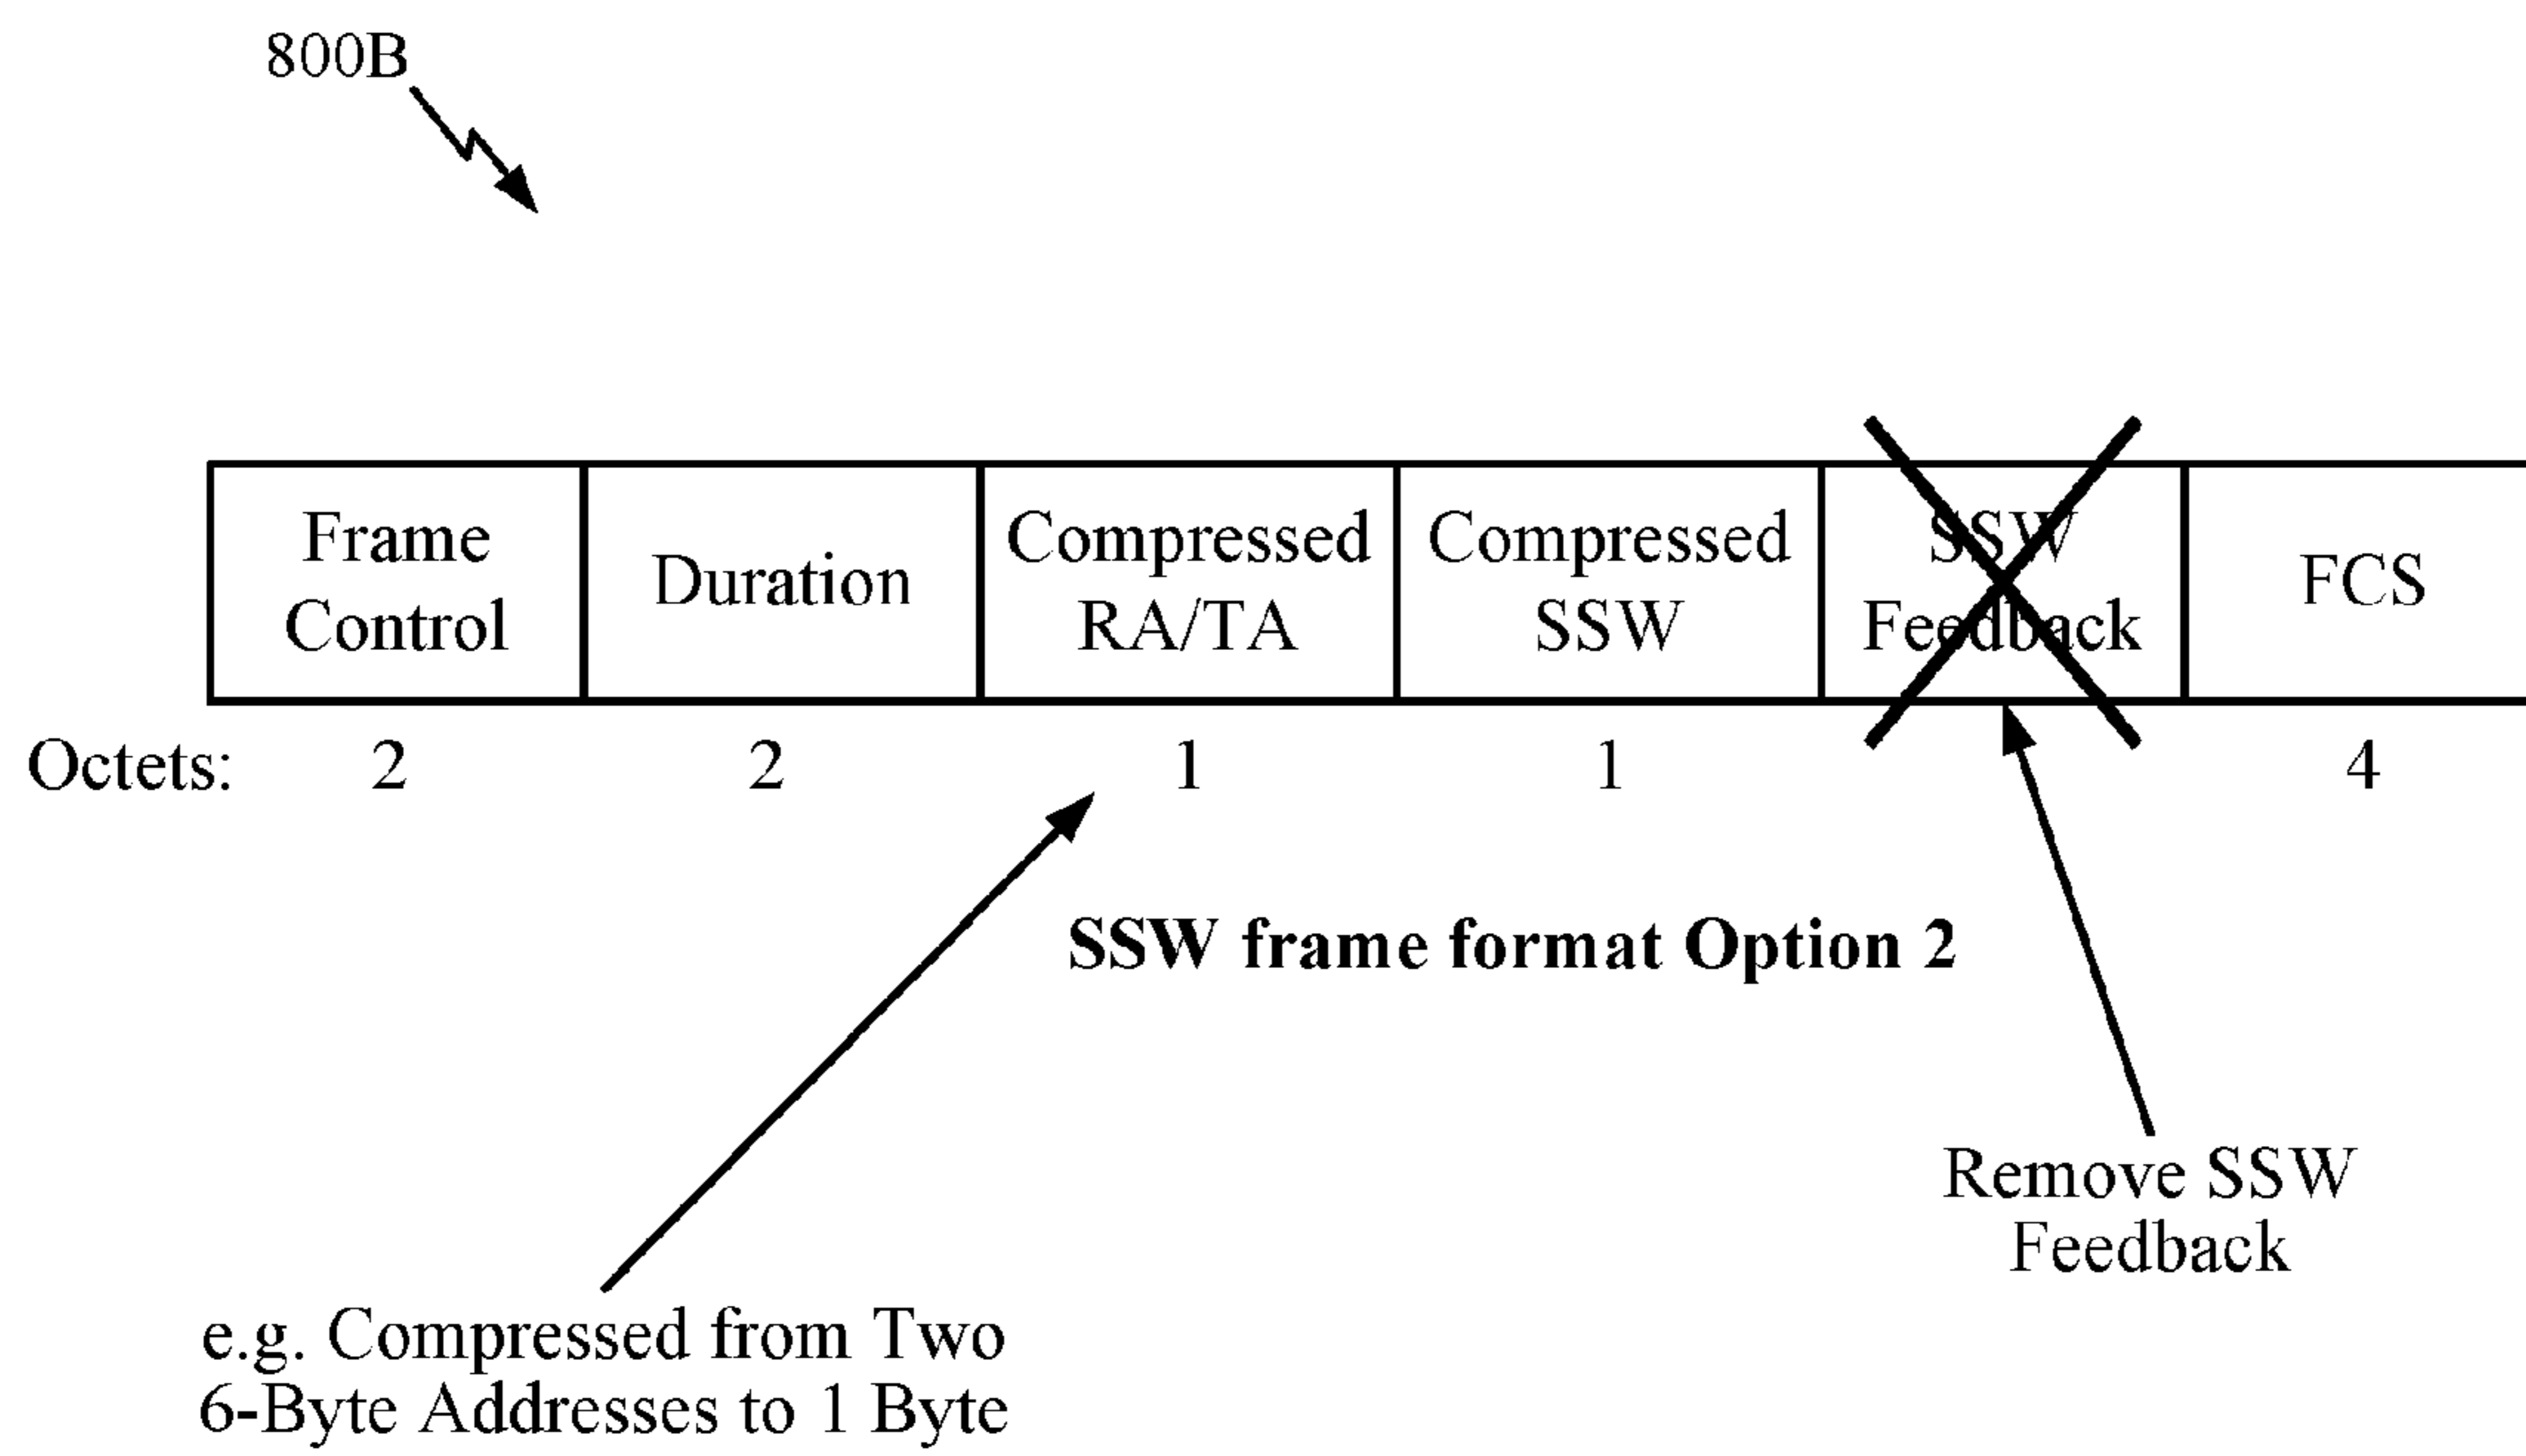 800B
Frame
Control
Duration
Compressed
RA/TA
Compressed
SSW
SSW
Feedback
FCS
Octets: 2 2 1 1 4
SSW frame format Option 2
Remove SSW
Feedback
e.g. Compressed from Two
6-Byte Addresses to 1 Byte